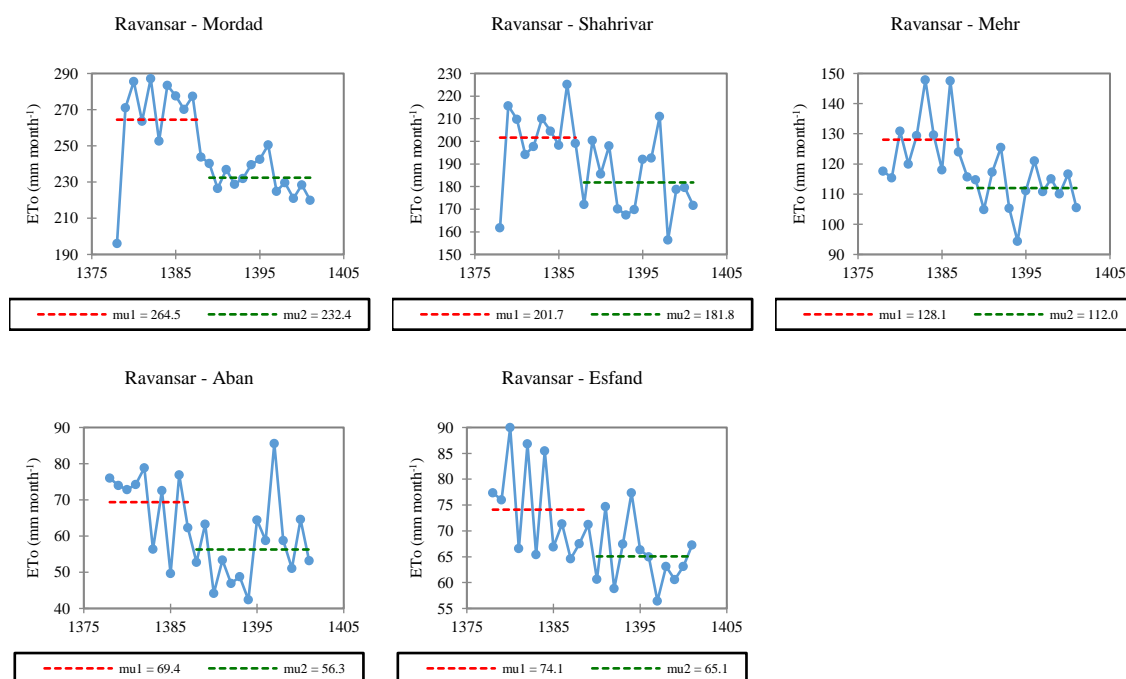 Ravansar - Mordad
ETo (mm month-1)
290
270
250
230
210
190
1375 1385 1395 1405
mu1 = 264.5 mu2 = 232.4
Ravansar - Shahrivar
ETo (mm month-1)
230
220
210
200
190
180
170
160
150
1375 1385 1395 1405
mu1 = 201.7 mu2 = 181.8
Ravansar - Mehr
ETo (mm month-1)
150
140
130
120
110
100
90
1375 1385 1395 1405
mu1 = 128.1 mu2 = 112.0
Ravansar - Aban
ETo (mm month-1)
90
80
70
60
50
40
1375 1385 1395 1405
mu1 = 69.4 mu2 = 56.3
Ravansar - Esfand
ETo (mm month-1)
90
85
80
75
70
65
60
55
1375 1385 1395 1405
mu1 = 74.1 mu2 = 65.1